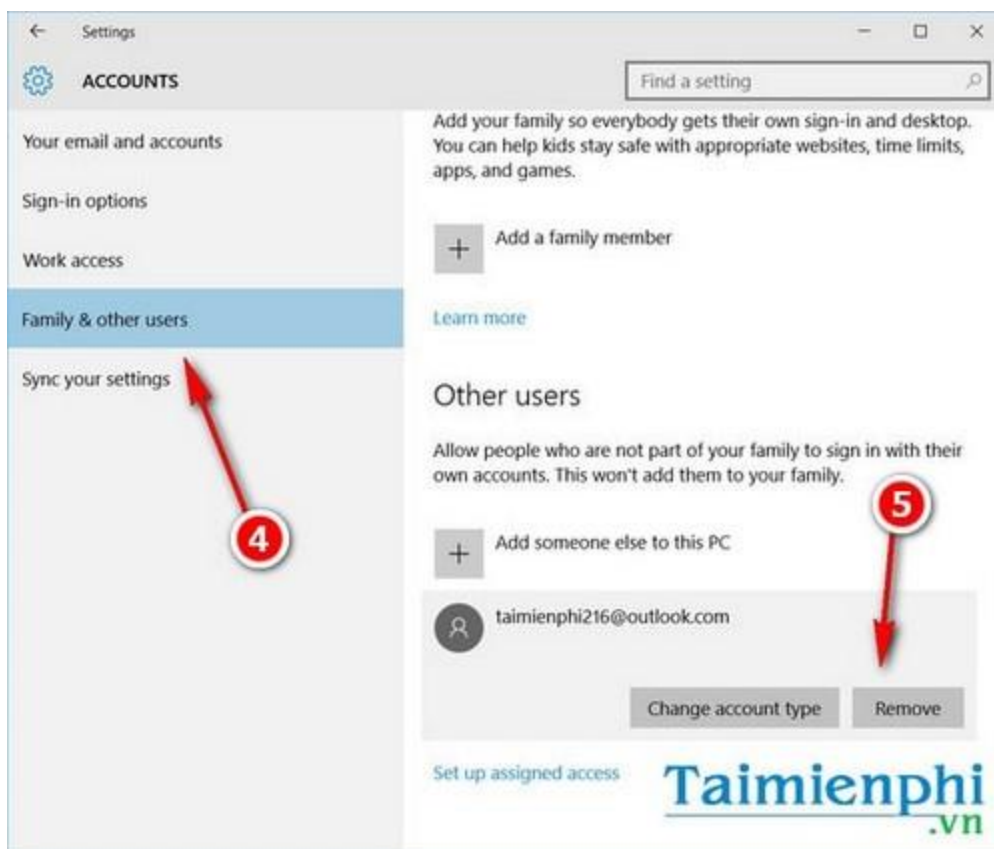 Settings
ACCOUNTS
Find a setting
Your email and accounts
Sign-in options
Work access
Family & other users
Sync your settings
4
Add your family so everybody gets their own sign-in and desktop.
You can help kids stay safe with appropriate websites, time limits,
apps, and games.
Add a family member
Learn more
Other users
Allow people who are not part of your family to sign in with their
own accounts. This won't add them to your family.
5
Add someone else to this PC
taimienphi216@outlook.com
Change account type
Remove
Set up assigned access
Taimienphi
.vn